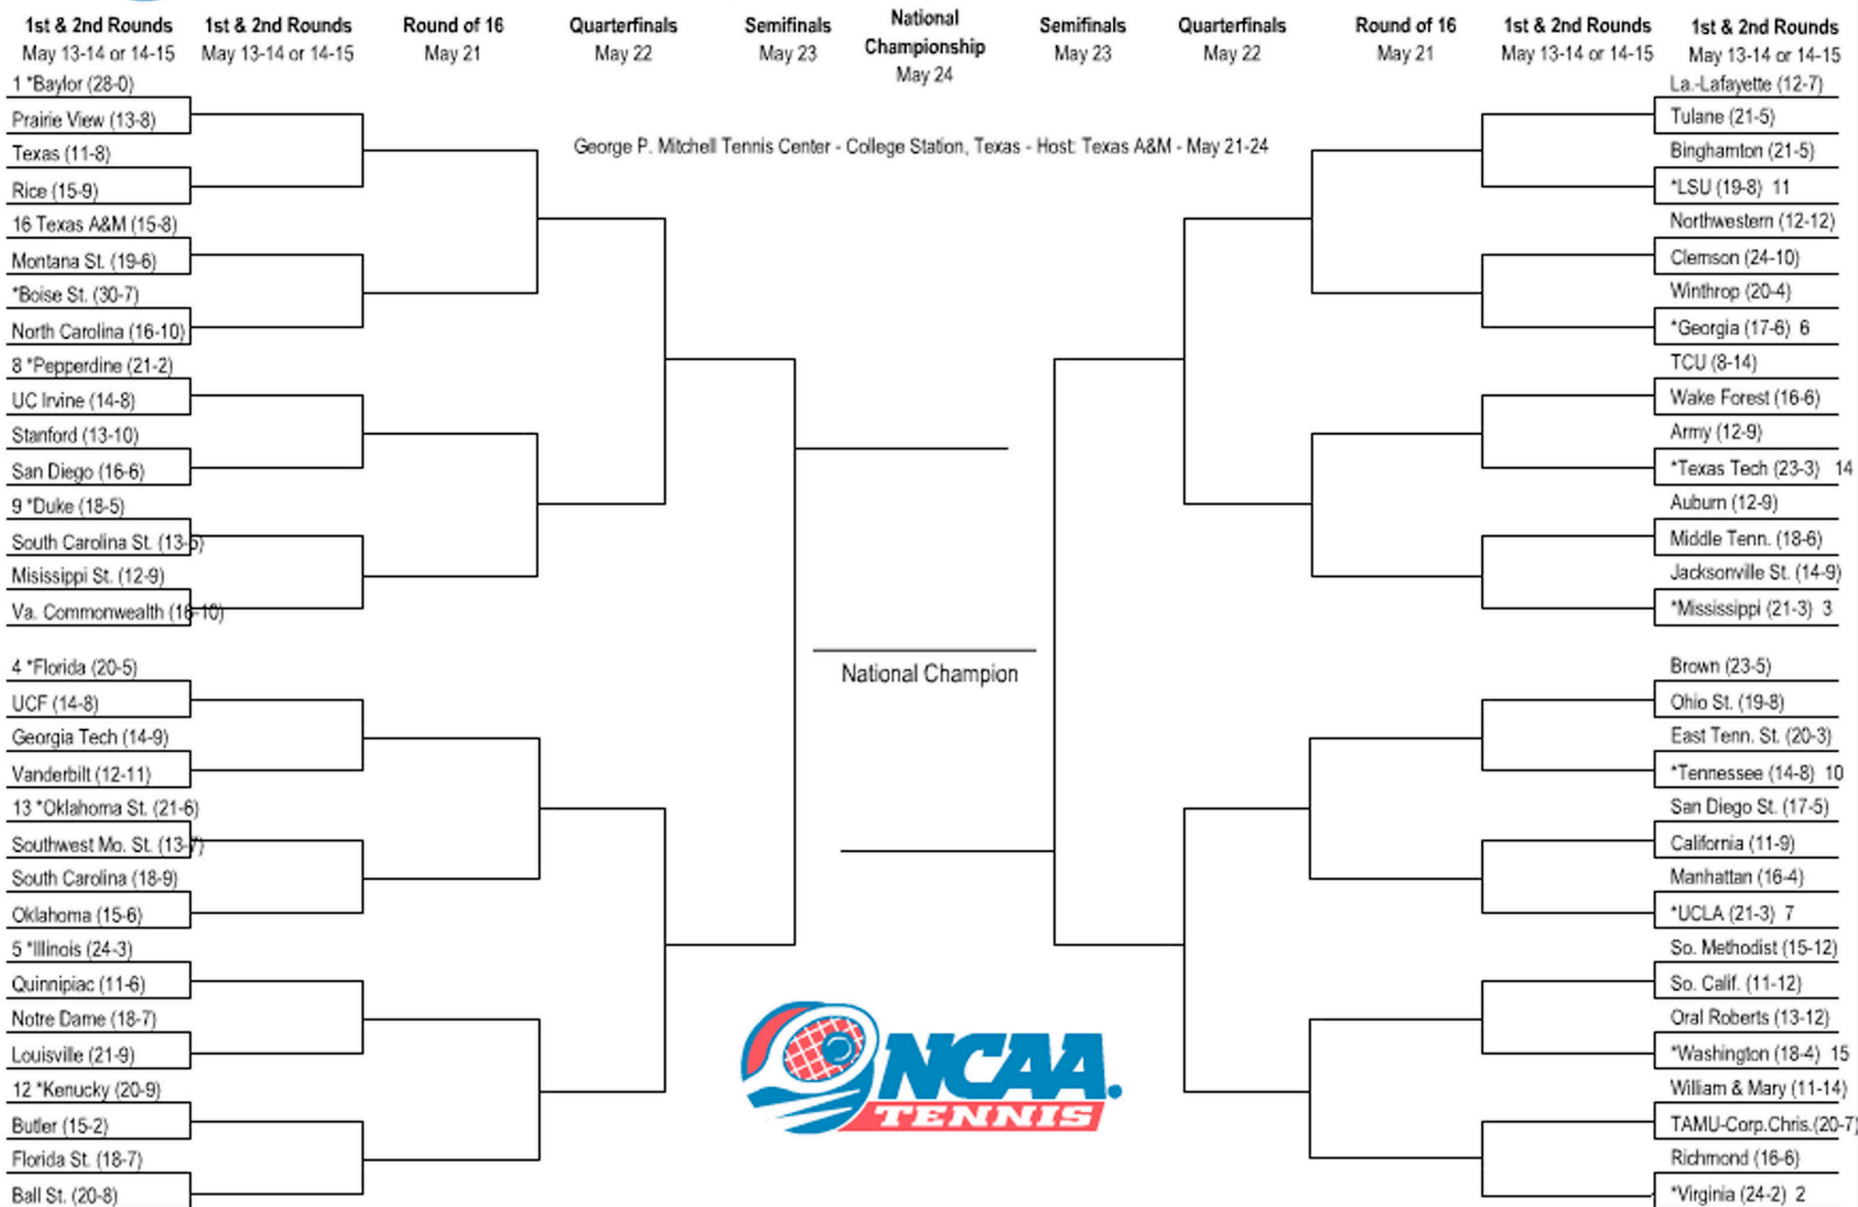 1st & 2nd Rounds
May 13-14 or 14-15
1st & 2nd Rounds
May 13-14 or 14-15
Round of 16
May 21
Quarterfinals
May 22
Semifinals
May 23
National
Championship
May 24
Semifinals
May 23
Quarterfinals
May 22
Round of 16
May 21
1st & 2nd Rounds
May 13-14 or 14-15
1st & 2nd Rounds
May 13-14 or 14-15
George P. Mitchell Tennis Center - College Station, Texas - Host: Texas A&M - May 21-24
1 *Baylor (28-0)
Prairie View (13-8)
Texas (11-8)
Rice (15-9)
16 Texas A&M (15-8)
Montana St. (19-6)
*Boise St. (30-7)
North Carolina (16-10)
8 *Pepperdine (21-2)
UC Irvine (14-8)
Stanford (13-10)
San Diego (16-6)
9 *Duke (18-5)
South Carolina St. (13-6)
Misissippi St. (12-9)
Va. Commonwealth (16-10)
4 *Florida (20-5)
UCF (14-8)
Georgia Tech (14-9)
Vanderbilt (12-11)
13 *Oklahoma St. (21-6)
Southwest Mo. St. (13-7)
South Carolina (18-9)
Oklahoma (15-6)
5 *Illinois (24-3)
Quinnipiac (11-6)
Notre Dame (18-7)
Louisville (21-9)
12 *Kenucky (20-9)
Butler (15-2)
Florida St. (18-7)
Ball St. (20-8)
National Champion
NCAA
TENNIS
La.-Lafayette (12-7)
Tulane (21-5)
Binghamton (21-5)
*LSU (19-8) 11
Northwestern (12-12)
Clemson (24-10)
Winthrop (20-4)
*Georgia (17-6) 6
TCU (8-14)
Wake Forest (16-6)
Army (12-9)
*Texas Tech (23-3) 14
Auburn (12-9)
Middle Tenn. (18-6)
Jacksonville St. (14-9)
*Mississippi (21-3) 3
Brown (23-5)
Ohio St. (19-8)
East Tenn. St. (20-3)
*Tennessee (14-8) 10
San Diego St. (17-5)
California (11-9)
Manhattan (16-4)
*UCLA (21-3) 7
So. Methodist (15-12)
So. Calif. (11-12)
Oral Roberts (13-12)
*Washington (18-4) 15
William & Mary (11-14)
TAMU-Corp.Chris.(20-7)
Richmond (16-6)
*Virginia (24-2) 2